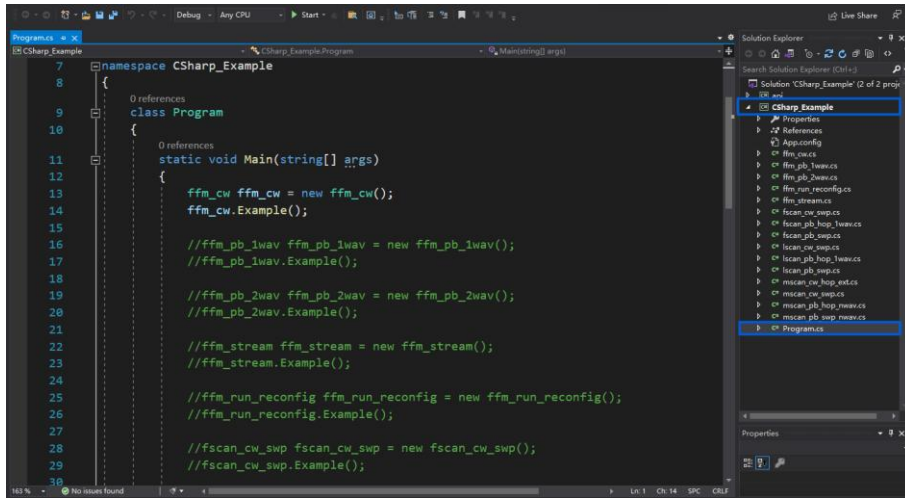 Debug
Any CPU
Start
Live Share
Program.cs
CSharp_Example
CSharp_Example.Program
Main(string[] args)
7 namespace CSharp_Example
8 {
0 references
9 class Program
10 {
0 references
11 static void Main(string[] args)
12 {
13 ffm_cw ffm_cw = new ffm_cw();
14 ffm_cw.Example();
15
16 //ffm_pb_1wav ffm_pb_1wav = new ffm_pb_1wav();
17 //ffm_pb_1wav.Example();
18
19 //ffm_pb_2wav ffm_pb_2wav = new ffm_pb_2wav();
20 //ffm_pb_2wav.Example();
21
22 //ffm_stream ffm_stream = new ffm_stream();
23 //ffm_stream.Example();
24
25 //ffm_run_reconfig ffm_run_reconfig = new ffm_run_reconfig();
26 //ffm_run_reconfig.Example();
27
28 //fscan_cw_swp fscan_cw_swp = new fscan_cw_swp();
29 //fscan_cw_swp.Example();
30
163 %
No issues found
Ln: 1 Ch: 14 SPC CRLF
Solution Explorer
Search Solution Explorer (Ctrl+;)
Solution 'CSharp_Example' (2 of 2 proje
api
CSharp_Example
Properties
References
App.config
ffm_cw.cs
ffm_pb_1wav.cs
ffm_pb_2wav.cs
ffm_run_reconfig.cs
ffm_stream.cs
fscan_cw_swp.cs
fscan_pb_hop_1wav.cs
fscan_pb_swp.cs
lscan_cw_swp.cs
lscan_pb_hop_1wav.cs
lscan_pb_swp.cs
mscan_cw_hop_ext.cs
mscan_cw_swp.cs
mscan_pb_hop_nwav.cs
mscan_pb_swp_nwav.cs
Program.cs
Properties